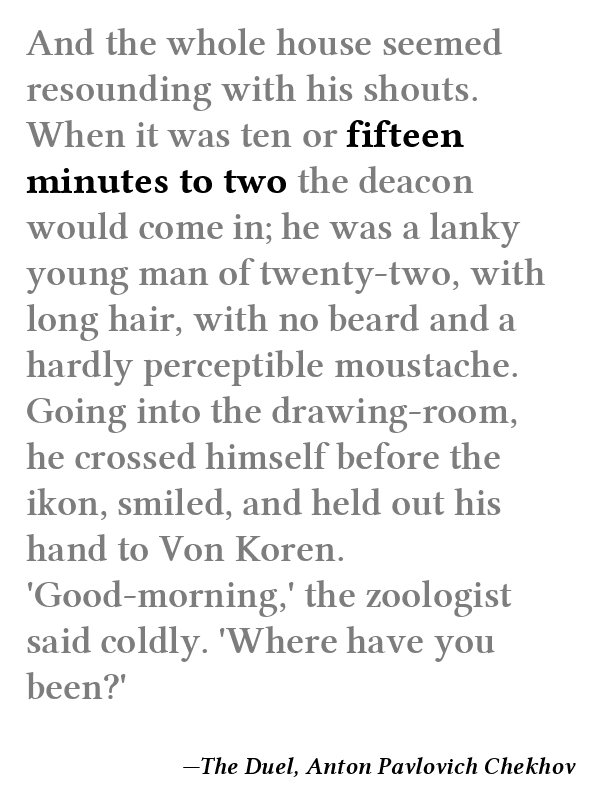 And the whole house seemed
resounding with his shouts.
When it was ten or fifteen
minutes to two the deacon
would come in; he was a lanky
young man of twenty-two, with
long hair, with no beard and a
hardly perceptible moustache.
Going into the drawing-room,
he crossed himself before the
ikon, smiled, and held out his
hand to Von Koren.
'Good-morning,' the zoologist
said coldly. 'Where have you
been?'
—The Duel, Anton Pavlovich Chekhov